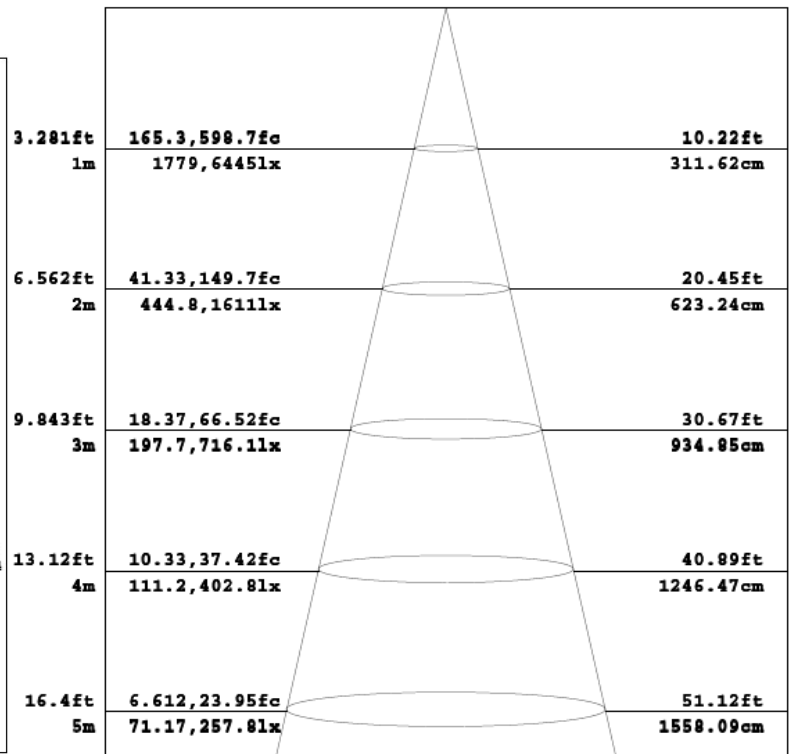 3.281ft 165.3,598.7fc 10.22ft
1m 1779,6445lx 311.62cm
6.562ft 41.33,149.7fc 20.45ft
2m 444.8,1611lx 623.24cm
9.843ft 18.37,66.52fc 30.67ft
3m 197.7,716.1lx 934.85cm
13.12ft 10.33,37.42fc 40.89ft
4m 111.2,402.8lx 1246.47cm
16.4ft 6.612,23.95fc 51.12ft
5m 71.17,257.8lx 1558.09cm